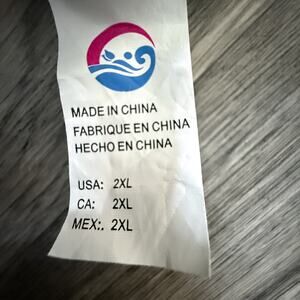 MADE IN CHINA
FABRIQUE EN CHINA
HECHO EN CHINA
USA: 2XL
CA: 2XL
MEX:. 2XL